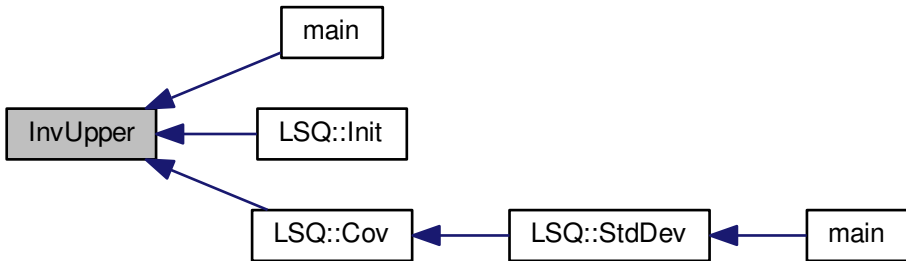 main
InvUpper
LSQ::Init
LSQ::Cov
LSQ::StdDev
main